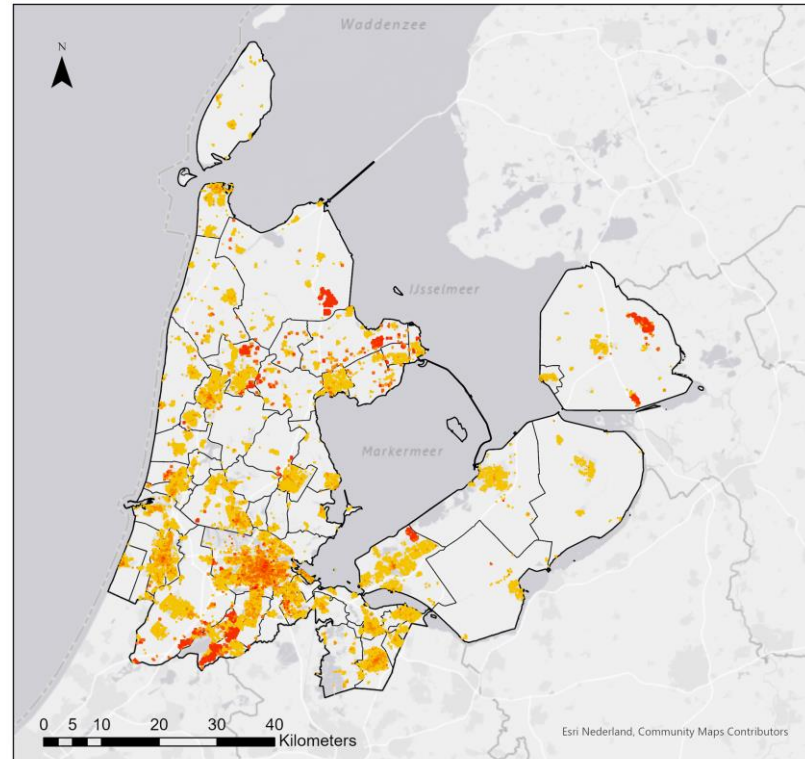 Waddenzee
N
IJsselmeer
Markermeer
0 5 10 20 30 40
Kilometers
Esri Nederland, Community Maps Contributors